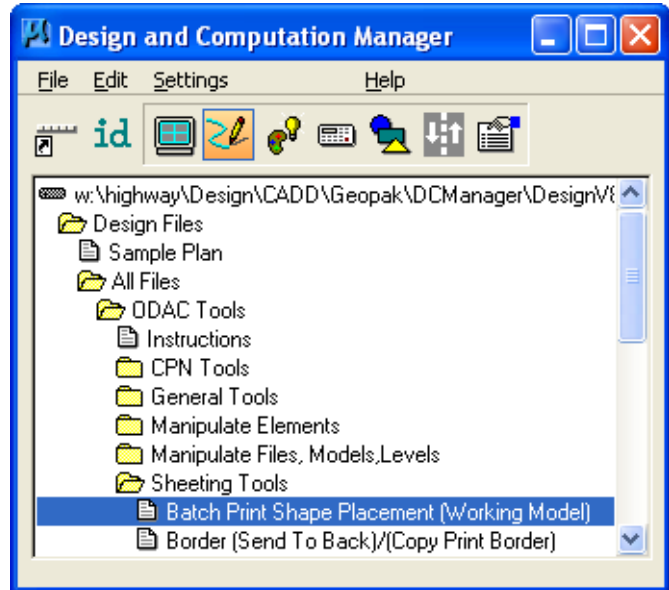 Design and Computation Manager
File Edit Settings Help
id
w:\highway\Design\CADD\Geopak\DCManager\DesignV8
Design Files
Sample Plan
All Files
ODAC Tools
Instructions
CPN Tools
General Tools
Manipulate Elements
Manipulate Files, Models,Levels
Sheeting Tools
Batch Print Shape Placement (Working Model)
Border (Send To Back)/(Copy Print Border)